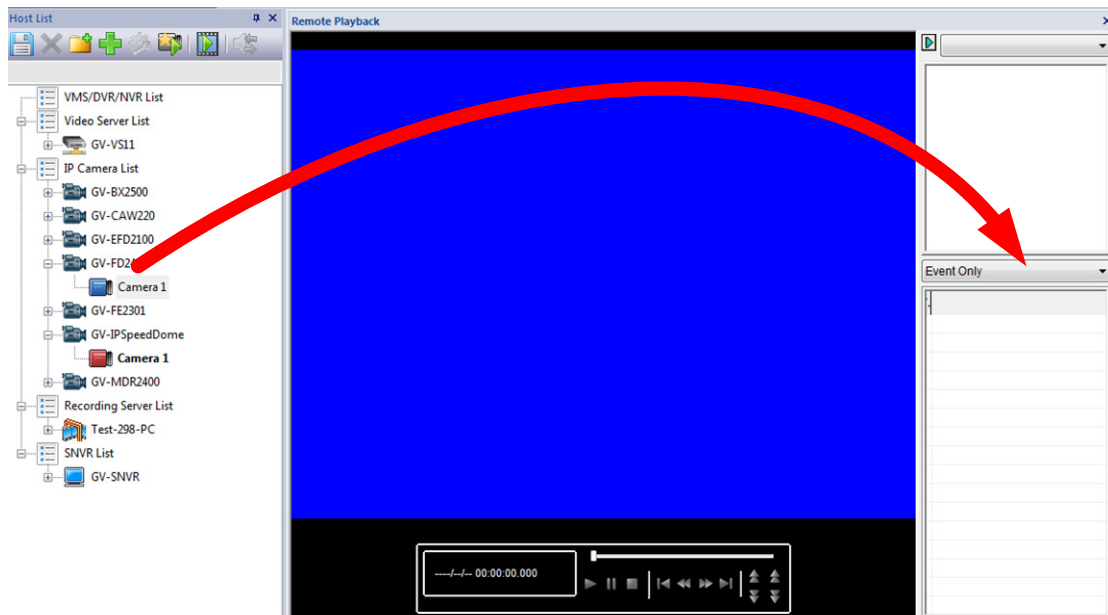 Host List
Remote Playback
VMS/DVR/NVR List
Video Server List
GV-VS11
IP Camera List
GV-BX2500
GV-CAW220
GV-EFD2100
GV-FD24
Camera 1
GV-FE2301
GV-IPSpeedDome
Camera 1
GV-MDR2400
Recording Server List
Test-298-PC
SNVR List
GV-SNVR
Event Only
----/--/-- 00:00:00.000